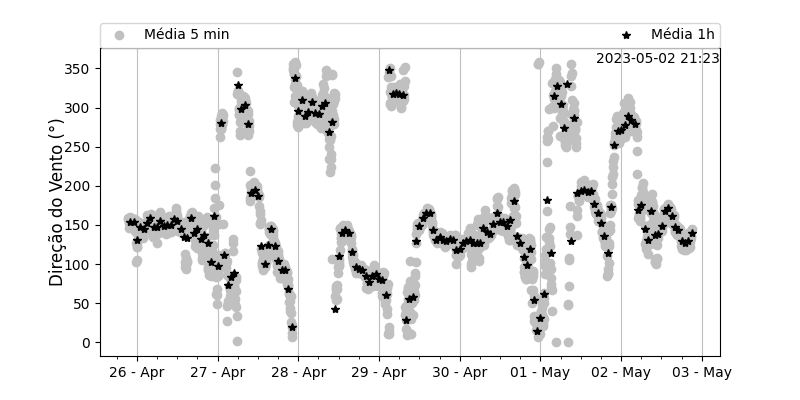 Média 5 min
Média 1h
2023-05-02 21:23
Direção do Vento (°)
350
300
250
200
150
100
50
0
26 - Apr
27 - Apr
28 - Apr
29 - Apr
30 - Apr
01 - May
02 - May
03 - May